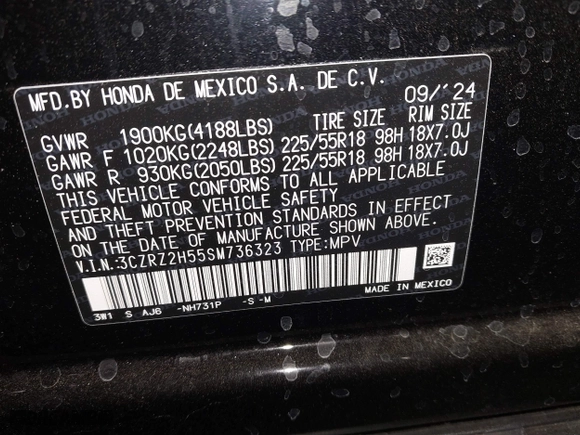 MFD.BY HONDA DE MEXICO S.A. DE C.V. 09/'24
TIRE SIZE RIM SIZE
GVWR 1900KG(4188LBS)
GAWR F 1020KG(2248LBS) 225/55R18 98H 18X7.0J
GAWR R 930KG(2050LBS) 225/55R18 98H 18X7.0J
THIS VEHICLE CONFORMS TO ALL APPLICABLE
FEDERAL MOTOR VEHICLE SAFETY
AND THEFT PREVENTION STANDARDS IN EFFECT
ON THE DATE OF MANUFACTURE SHOWN ABOVE.
V.I.N.:3CZRZ2H55SM736323 TYPE:MPV
3W1 S AJ6 -NH731P -S -M MADE IN MEXICO